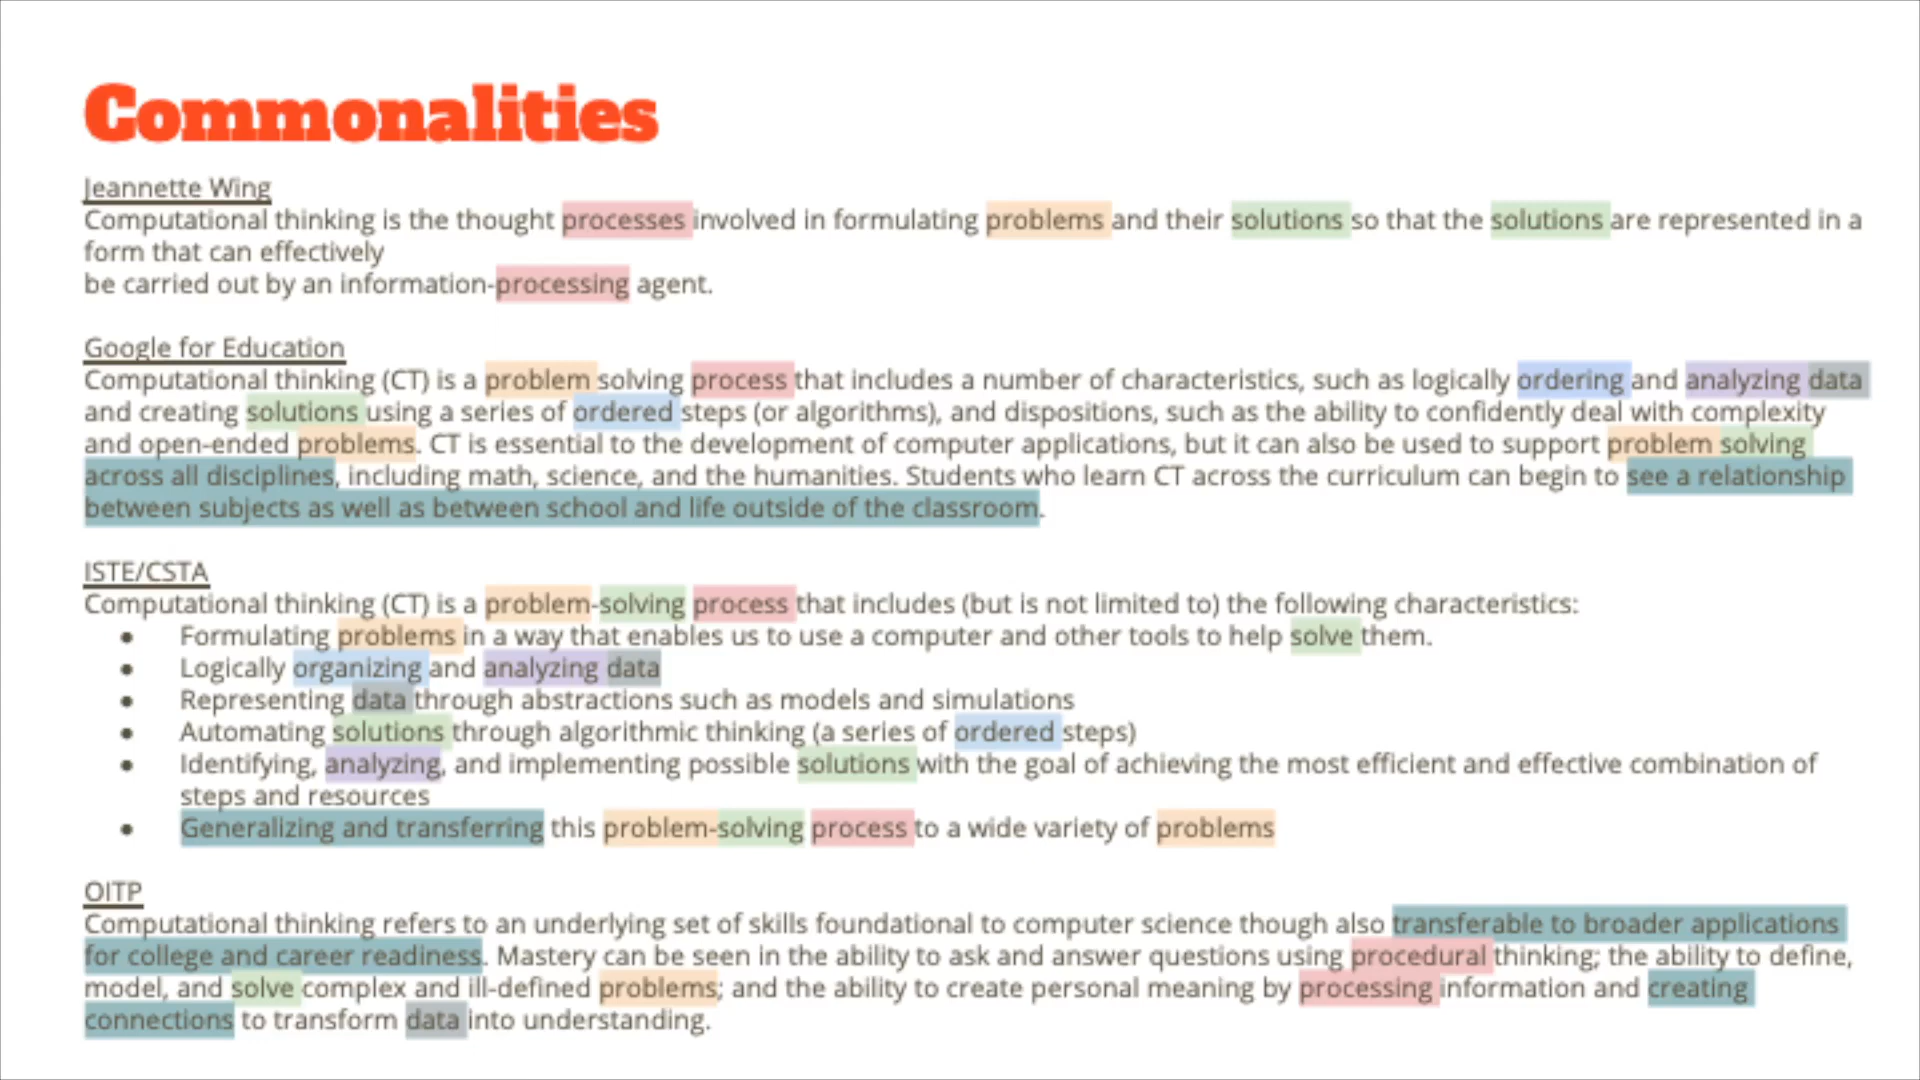 Commonalities
Jeannette Wing
Computational thinking is the thought processes involved in formulating problems and their solutions so that the solutions are represented in a
form that can effectively
be carried out by an information-processing agent.
Google for Education
Computational thinking (CT) is a problem solving process that includes a number of characteristics, such as logically ordering and analyzing data
and creating solutions using a series of ordered steps (or algorithms), and dispositions, such as the ability to confidently deal with complexity
and open-ended problems. CT is essential to the development of computer applications, but it can also be used to support problem solving
across all disciplines, including math, science, and the humanities. Students who learn CT across the curriculum can begin to see a relationship
between subjects as well as between school and life outside of the classroom.
ISTE/CSTA
Computational thinking (CT) is a problem-solving process that includes (but is not limited to) the following characteristics:
● Formulating problems in a way that enables us to use a computer and other tools to help solve them.
● Logically organizing and analyzing data
● Representing data through abstractions such as models and simulations
● Automating solutions through algorithmic thinking (a series of ordered steps)
● Identifying, analyzing, and implementing possible solutions with the goal of achieving the most efficient and effective combination of
steps and resources
● Generalizing and transferring this problem-solving process to a wide variety of problems
OITP
Computational thinking refers to an underlying set of skills foundational to computer science though also transferable to broader applications
for college and career readiness. Mastery can be seen in the ability to ask and answer questions using procedural thinking; the ability to define,
model, and solve complex and ill-defined problems; and the ability to create personal meaning by processing information and creating
connections to transform data into understanding.